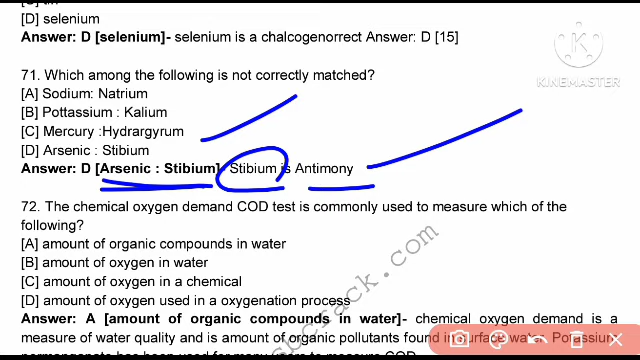 [D] selenium
Answer: D [selenium]- selenium is a chalcogenorrect Answer: D [15]
71. Which among the following is not correctly matched?
[A] Sodium: Natrium
[B] Pottassium : Kalium
[C] Mercury :Hydrargyrum
[D] Arsenic : Stibium
Answer: D [Arsenic : Stibium]- Stibium is Antimony
72. The chemical oxygen demand COD test is commonly used to measure which of the
following?
[A] amount of organic compounds in water
[B] amount of oxygen in water
[C] amount of oxygen in a chemical
[D] amount of oxygen used in a oxygenation process
Answer: A [amount of organic compounds in water]- chemical oxygen demand is a
measure of water quality and is amount of organic pollutants found in surface water. Potassium
KINEMASTER